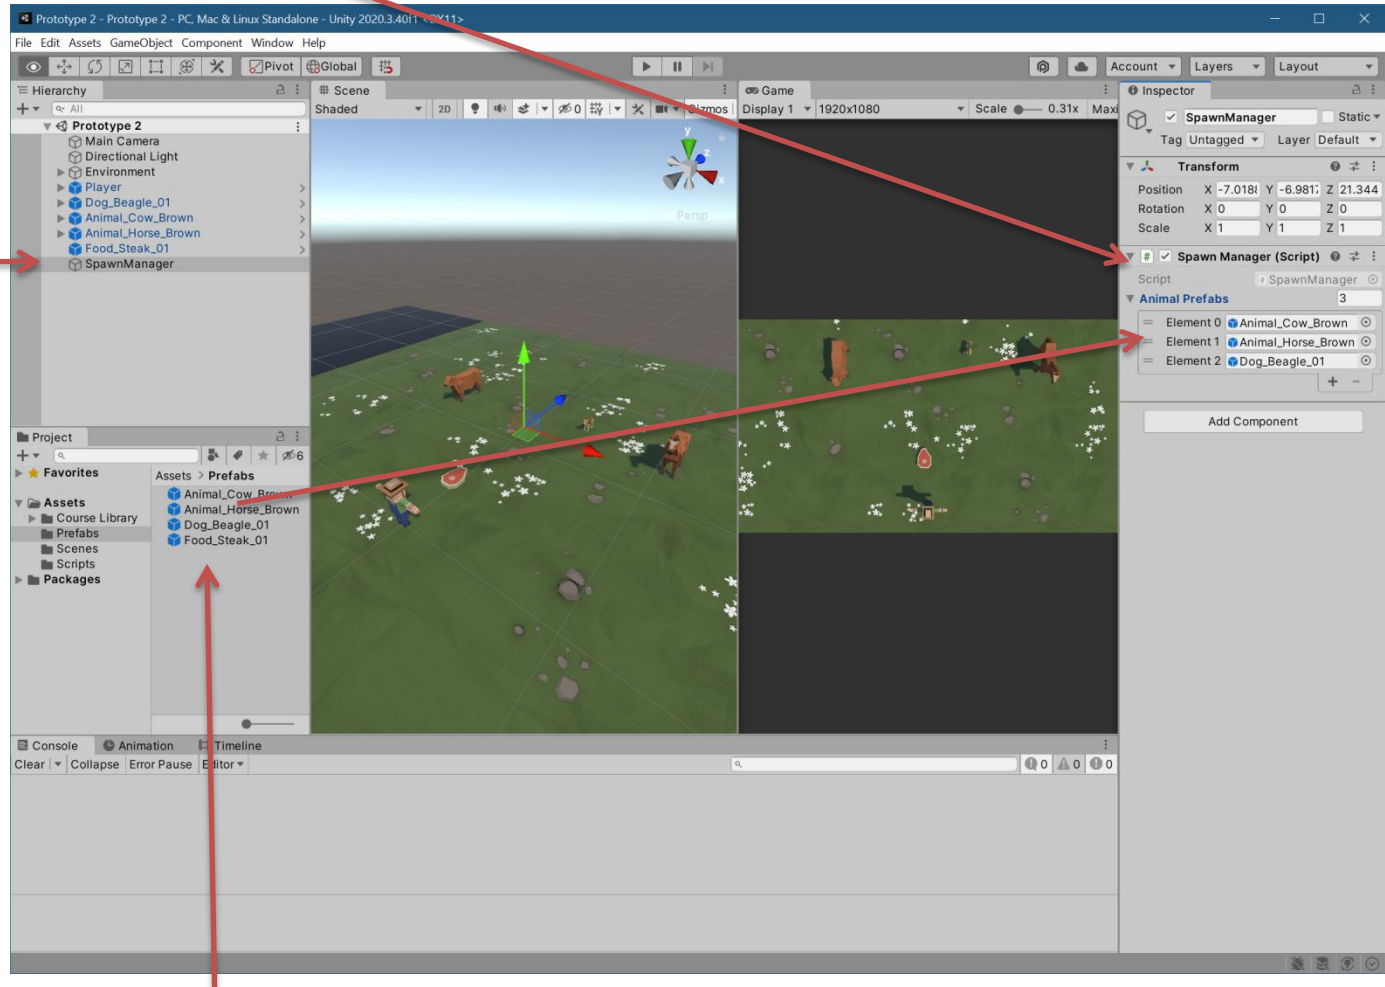 Prototype 2 - Prototype 2 - PC, Mac & Linux Standalone - Unity 2020.3.40f1 <DX11>
File Edit Assets GameObject Component Window Help
Pivot Global Account Layers Layout
Hierarchy
All
Prototype 2
Main Camera
Directional Light
Environment
Player
Dog_Beagle_01
Animal_Cow_Brown
Animal_Horse_Brown
Food_Steak_01
SpawnManager
Scene
Shaded 2D 0 Gizmos
y
z
x
Persp
Game
Display 1 1920x1080 Scale 0.31x Maxi
Inspector
SpawnManager Static
Tag Untagged Layer Default
Transform
Position X -7.018 Y -6.981 Z 21.344
Rotation X 0 Y 0 Z 0
Scale X 1 Y 1 Z 1
# Spawn Manager (Script)
Script # SpawnManager
Animal Prefabs 3
Element 0 Animal_Cow_Brown
Element 1 Animal_Horse_Brown
Element 2 Dog_Beagle_01
+ -
Add Component
Project
6
Favorites
Assets
Course Library
Prefabs
Scenes
Scripts
Packages
Assets > Prefabs
Animal_Cow_Brown
Animal_Horse_Brown
Dog_Beagle_01
Food_Steak_01
Console Animation Timeline
Clear Collapse Error Pause Editor 0 0 0